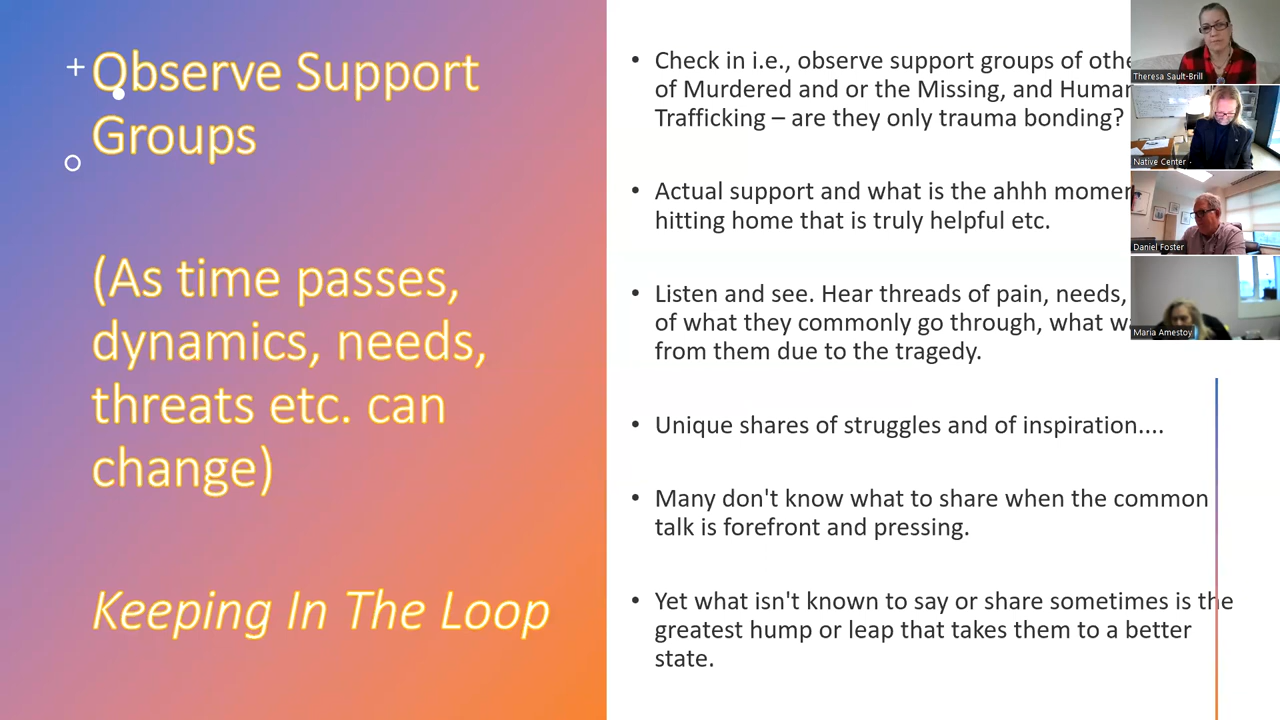 Observe Support
Groups
(As time passes,
dynamics, needs,
threats etc. can
change)
Keeping In The Loop
• Check in i.e., observe support groups of
of Murdered and or the Missing, and Human
Trafficking – are they only trauma bonding?
• Actual support and what is the ahhh
hitting home that is truly helpful etc.
• Listen and see. Hear threads of pain, needs,
of what they commonly go through, what
from them due to the tragedy.
• Unique shares of struggles and of inspiration....
• Many don't know what to share when the common
talk is forefront and pressing.
• Yet what isn't known to say or share sometimes is the
greatest hump or leap that takes them to a better
state.
Theresa Sault-Brill
Native Center -
Daniel Foster
Maria Amestoy